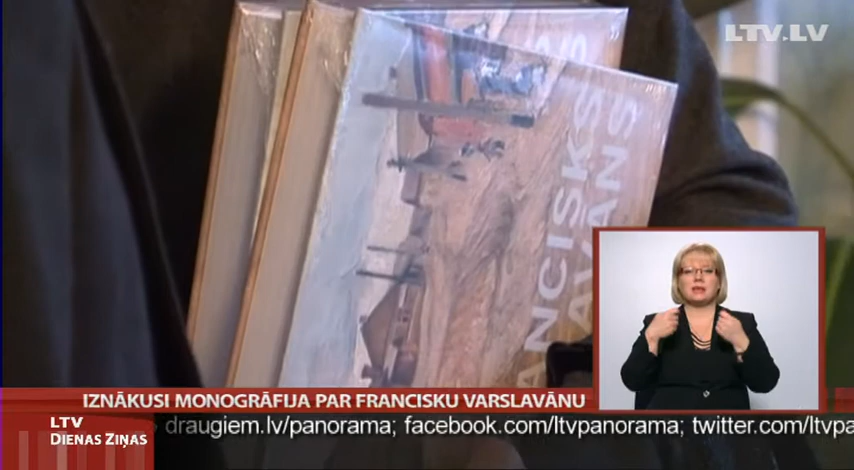 LTV.LV
ANCISKS
AVĀNS
IZNĀKUSI MONOGRĀFIJA PAR FRANCISKU VARSLAVĀNU
LTV
DIENAS ZIŅAS
draugiem.lv/panorama; facebook.com/ltvpanorama; twitter.com/ltvpa